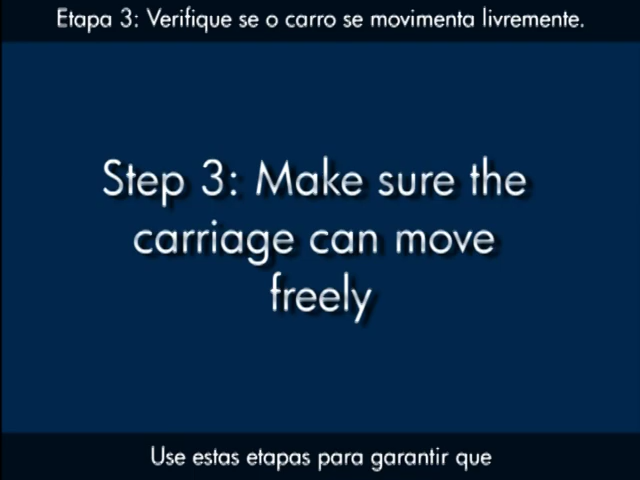 Etapa 3: Verifique se o carro se movimenta livremente.
Step 3: Make sure the
carriage can move
freely
Use estas etapas para garantir que